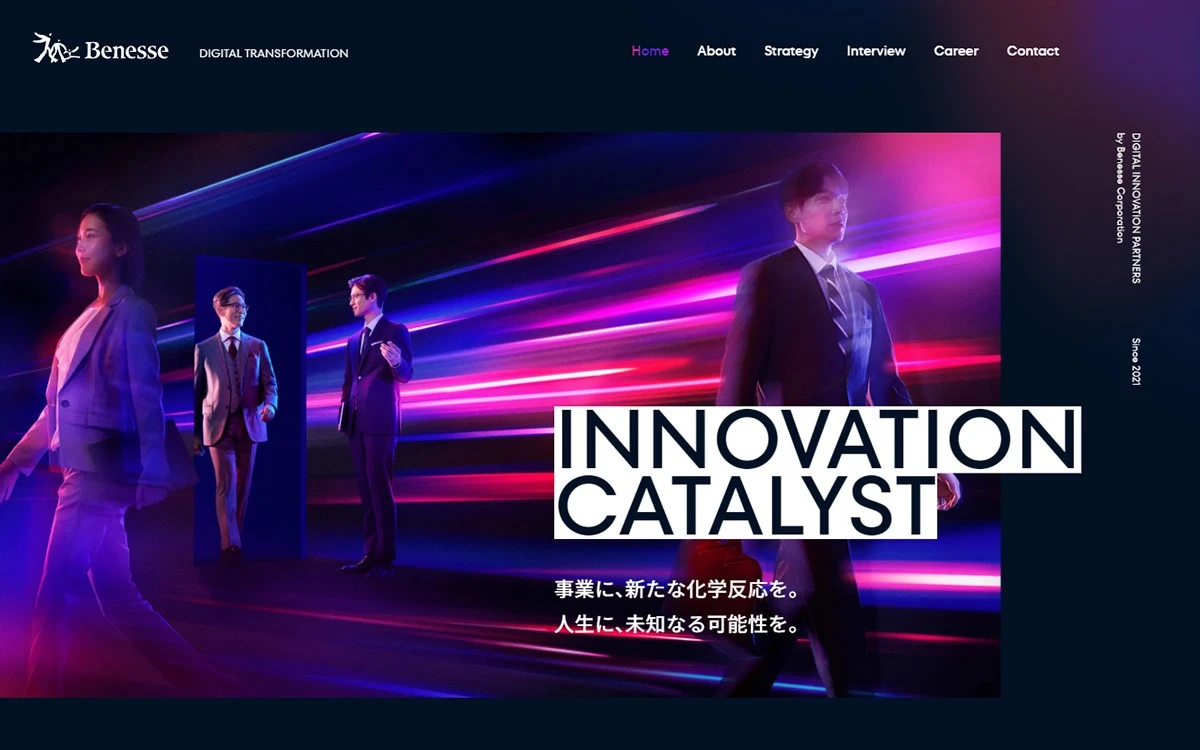 Benesse
DIGITAL TRANSFORMATION
Home
About
Strategy
Interview
Career
Contact
DIGITAL INNOVATION PARTNERS
by Benesse Corporation
Since 2021
INNOVATION
CATALYST
事業に、新たな化学反応を。
人生に、未知なる可能性を。